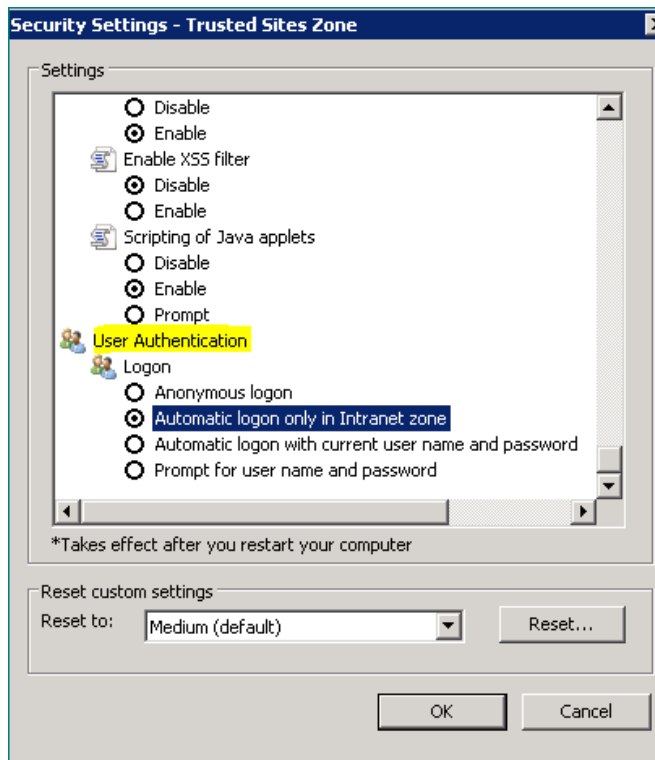 Security Settings - Trusted Sites Zone
Settings
Disable
Enable
Enable XSS filter
Disable
Enable
Scripting of Java applets
Disable
Enable
Prompt
User Authentication
Logon
Anonymous logon
Automatic logon only in Intranet zone
Automatic logon with current user name and password
Prompt for user name and password
*Takes effect after you restart your computer
Reset custom settings
Reset to: Medium (default) Reset...
OK Cancel